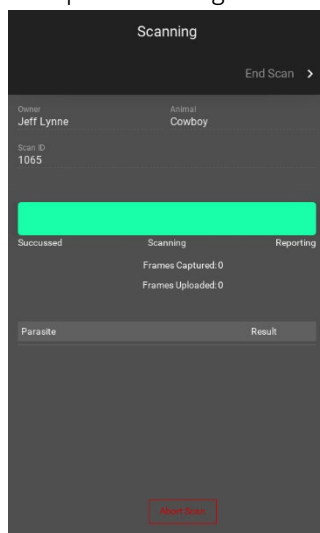 Scanning
End Scan >
Owner Animal
Jeff Lynne Cowboy
Scan ID
1065
Succussed Scanning Reporting
Frames Captured: 0
Frames Uploaded: 0
Parasite Result
Abort Scan